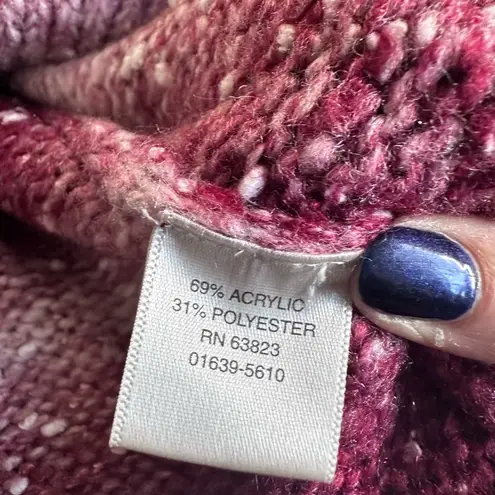 69% ACRYLIC
31% POLYESTER
RN 63823
01639-5610